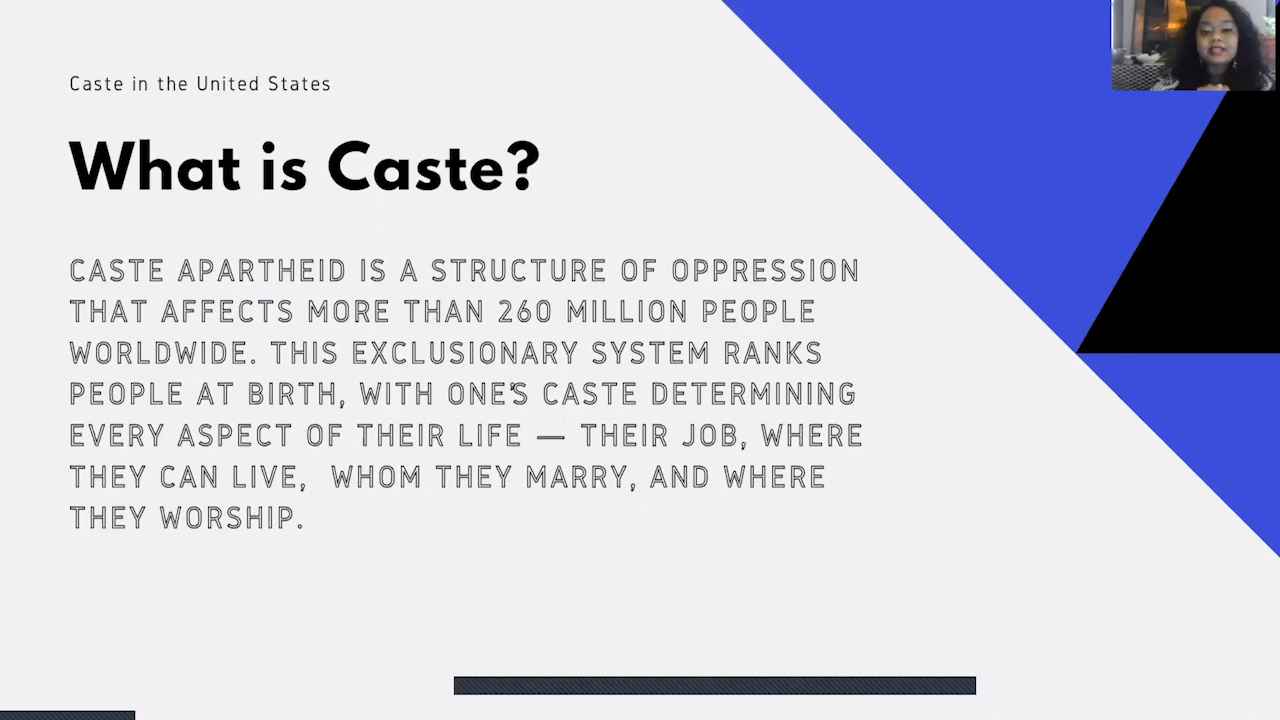 Caste in the United States
What is Caste?
CASTE APARTHEID IS A STRUCTURE OF OPPRESSION
THAT AFFECTS MORE THAN 260 MILLION PEOPLE
WORLDWIDE. THIS EXCLUSIONARY SYSTEM RANKS
PEOPLE AT BIRTH, WITH ONE'S CASTE DETERMINING
EVERY ASPECT OF THEIR LIFE — THEIR JOB, WHERE
THEY CAN LIVE,  WHOM THEY MARRY, AND WHERE
THEY WORSHIP.